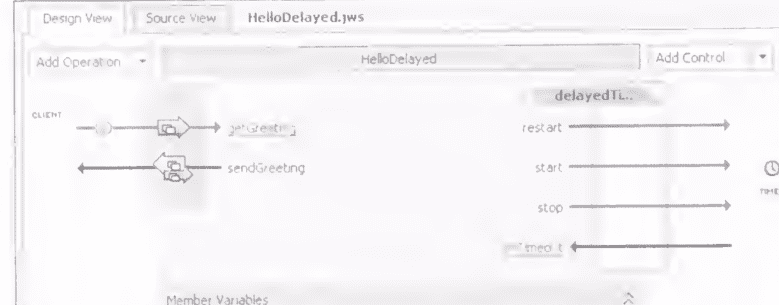 Design View Source View HelloDelayed.jws
Add Operation HelloDelayed Add Control
delayedTi..
CLIENT
getGreeting restart
sendGreeting start
TIME
stop
Member Variables